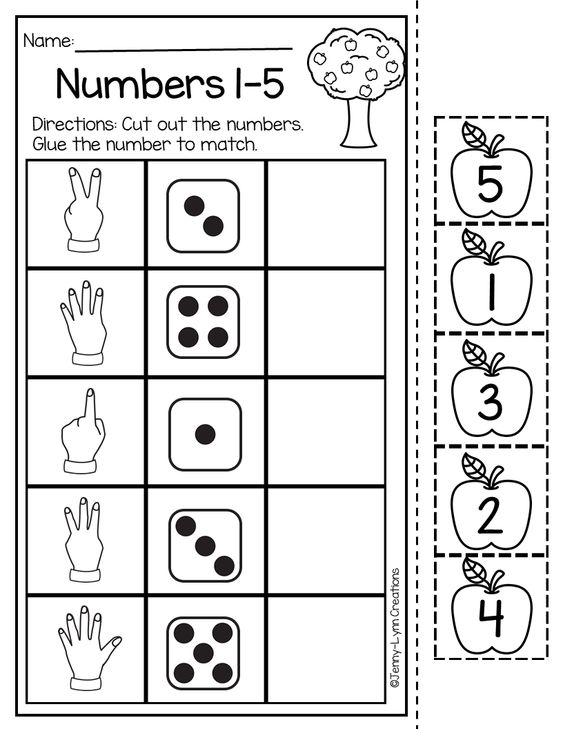 Name:
Numbers 1-5
Directions: Cut out the numbers.
Glue the number to match.
5
1
3
2
4
©Jenny-Lynn Creations